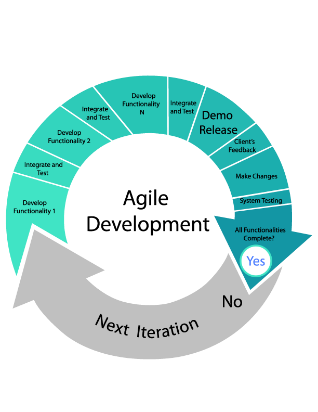 Develop
Functionality 1
Integrate and
Test
Develop
Functionality 2
Integrate
and Test
Develop
Functionality
N
Integrate
and Test
Demo
Release
Client's
Feedback
Make Changes
System Testing
All Functionalities
Complete?
Yes
No
Next Iteration
Agile
Development